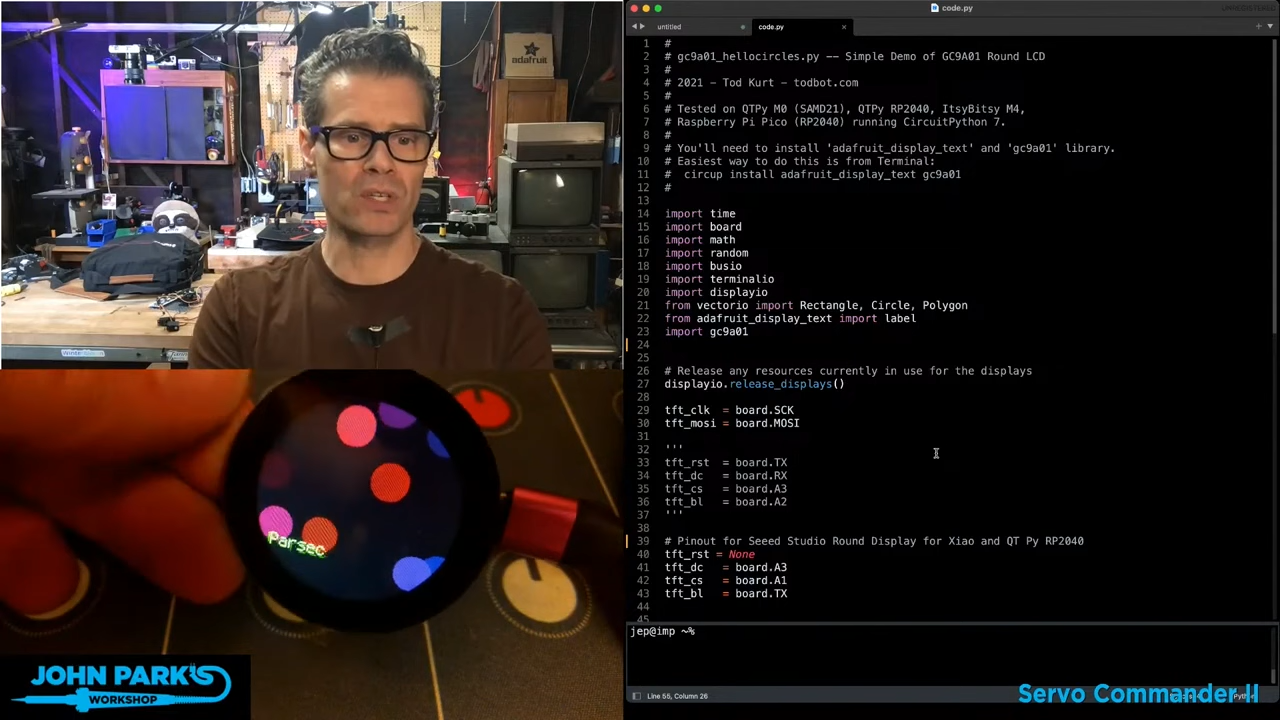 code.py
UNREGISTERED
untitled
code.py
1 #
2 # gc9a01_hellocircles.py -- Simple Demo of GC9A01 Round LCD
3 #
4 # 2021 - Tod Kurt - todbot.com
5 #
6 # Tested on QTPy M0 (SAMD21), QTPy RP2040, ItsyBitsy M4,
7 # Raspberry Pi Pico (RP2040) running CircuitPython 7.
8 #
9 # You'll need to install 'adafruit_display_text' and 'gc9a01' library.
10 # Easiest way to do this is from Terminal:
11 #  circup install adafruit_display_text gc9a01
12 #
13
14 import time
15 import board
16 import math
17 import random
18 import busio
19 import terminalio
20 import displayio
21 from vectorio import Rectangle, Circle, Polygon
22 from adafruit_display_text import label
23 import gc9a01
24
25
26 # Release any resources currently in use for the displays
27 displayio.release_displays()
28
29 tft_clk  = board.SCK
30 tft_mosi = board.MOSI
31
32 '''
33 tft_rst  = board.TX
34 tft_dc   = board.RX
35 tft_cs   = board.A3
36 tft_bl   = board.A2
37 '''
38
39 # Pinout for Seeed Studio Round Display for Xiao and QT Py RP2040
40 tft_rst = None
41 tft_dc   = board.A3
42 tft_cs   = board.A1
43 tft_bl   = board.TX
44
45
jep@imp ~%
Line 55, Column 26
adafruit
Parsec
JOHN PARK'S
WORKSHOP
Servo Commander II